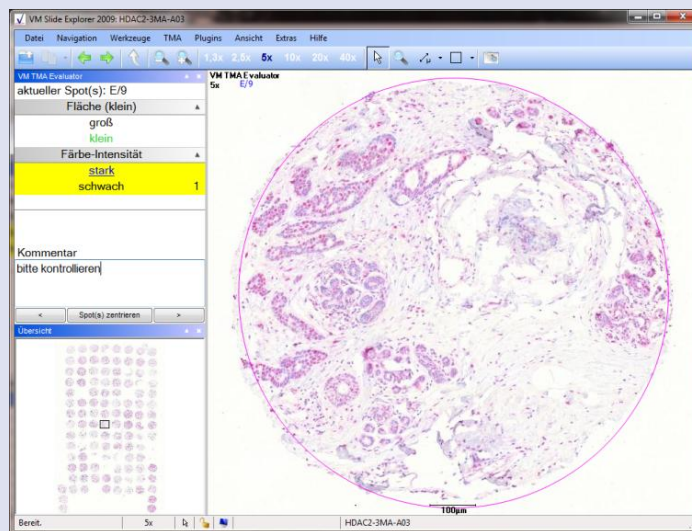 VM Slide Explorer 2009: HDAC2-3MA-A03
Datei Navigation Werkzeuge TMA Plugins Ansicht Extras Hilfe
1,3x 2,5x 5x 10x 20x 40x
VM TMA Evaluator
aktueller Spot(s): E/9
Fläche (klein)
groß
klein
Färbe-Intensität
stark
schwach 1
Kommentar
bitte kontrollieren
< Spot(s) zentrieren >
Übersicht
VM TMA Evaluator
5x E/9
100µm
Bereit. 5x HDAC2-3MA-A03